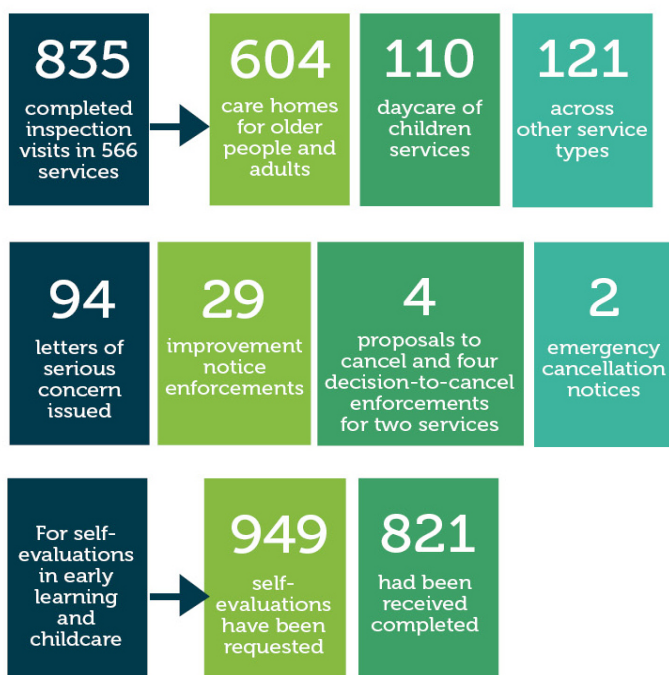 835
completed
inspection
visits in 566
services
604
care homes
for older
people and
adults
110
daycare of
children
services
121
across
other service
types
94
letters of
serious
concern
issued
29
improvement
notice
enforcements
4
proposals to
cancel and four
decision-to-cancel
enforcements
for two services
2
emergency
cancellation
notices
For self-
evaluations
in early
learning
and
childcare
949
self-
evaluations
have been
requested
821
had been
received
completed